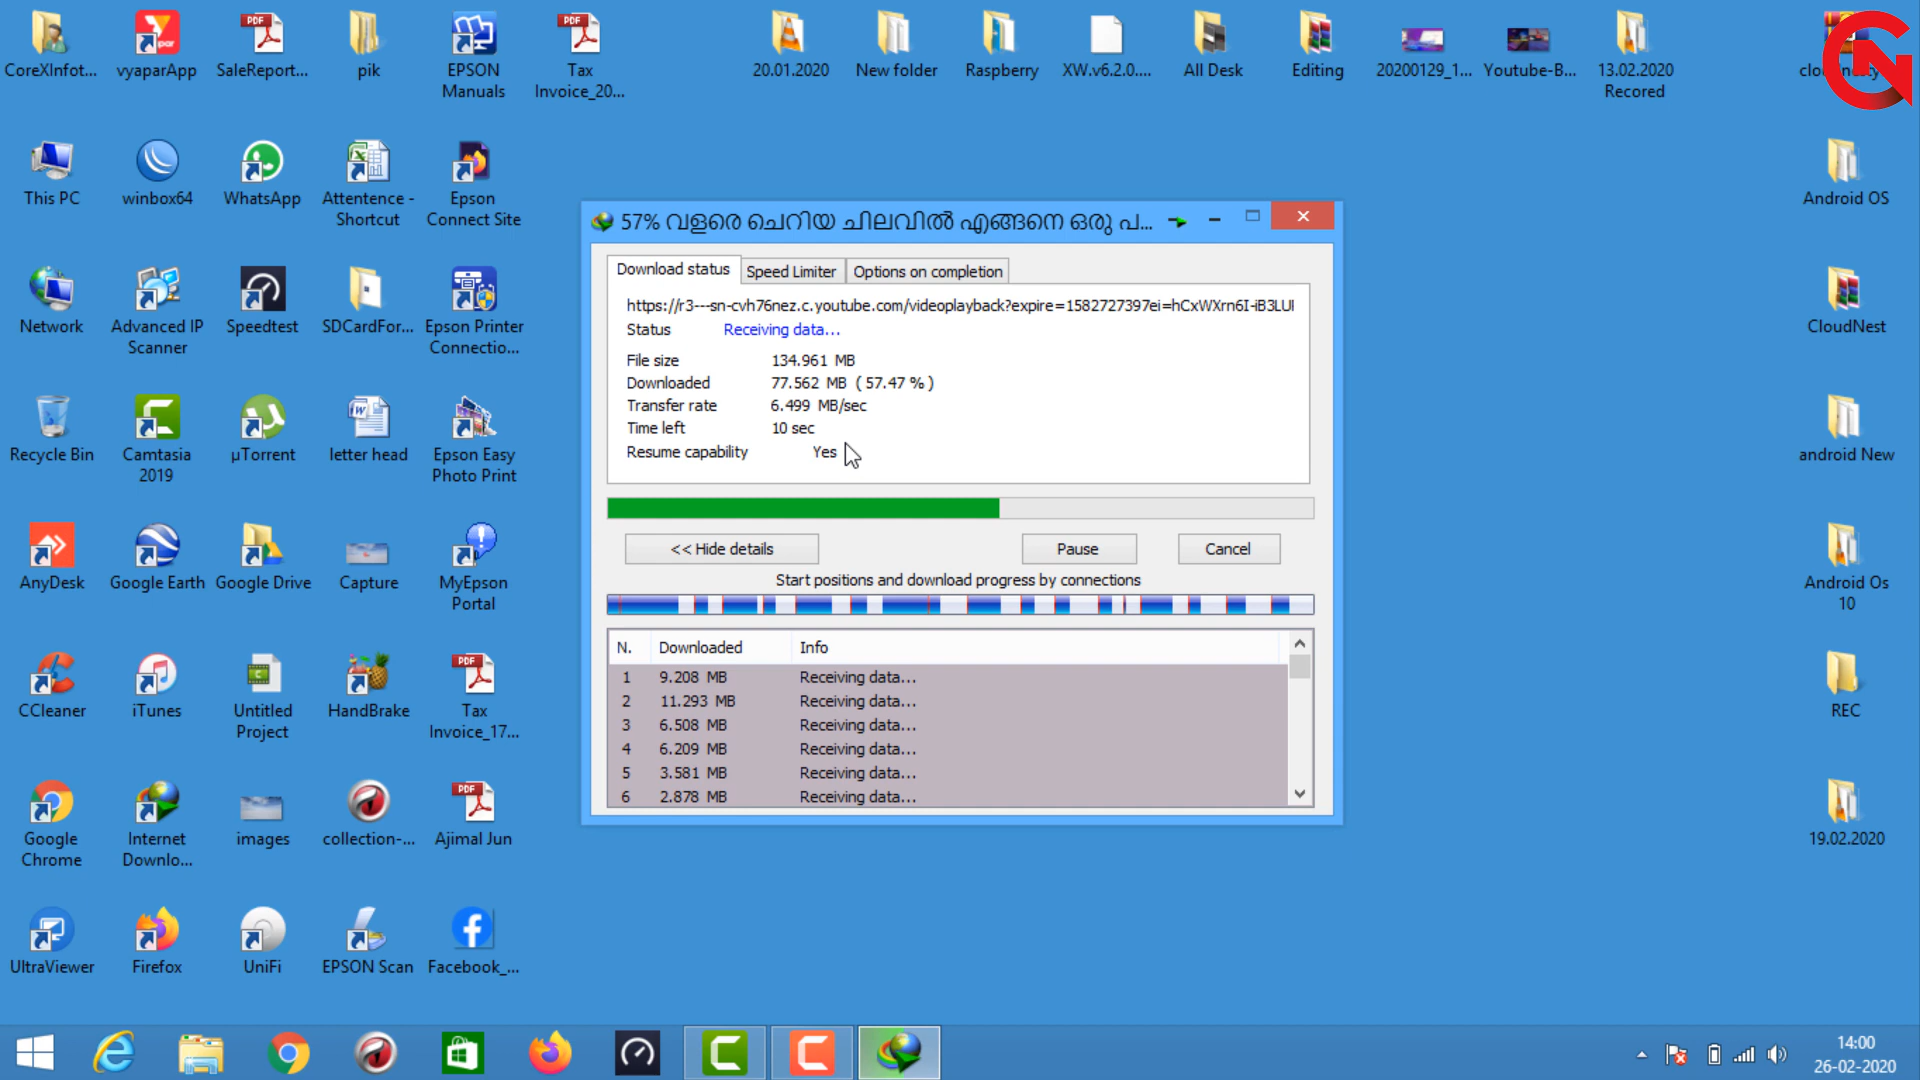 CoreXInfot...
vyaparApp
SaleReport...
pik
EPSON
Manuals
Tax
Invoice_20...
20.01.2020
New folder
Raspberry
XW.v6.2.0....
All Desk
Editing
20200129_1...
Youtube-B...
13.02.2020
Recored
This PC
winbox64
WhatsApp
Attentence -
Shortcut
Epson
Connect Site
Android OS
57% വളരെ ചെറിയ ചിലവിൽ എങ്ങനെ ഒരു പ...
Download status
Speed Limiter
Options on completion
https://r3---sn-cvh76nez.c.youtube.com/videoplayback?expire=1582727397ei=hCxWXrn6I-iB3LUI
Status Receiving data...
File size 134.961 MB
Downloaded 77.562 MB ( 57.47 % )
Transfer rate 6.499 MB/sec
Time left 10 sec
Resume capability Yes
<< Hide details
Pause
Cancel
Start positions and download progress by connections
N. Downloaded Info
1 9.208 MB Receiving data...
2 11.293 MB Receiving data...
3 6.508 MB Receiving data...
4 6.209 MB Receiving data...
5 3.581 MB Receiving data...
6 2.878 MB Receiving data...
Network
Advanced IP
Scanner
Speedtest
SDCardFor...
Epson Printer
Connectio...
CloudNest
Recycle Bin
Camtasia
2019
µTorrent
letter head
Epson Easy
Photo Print
android New
AnyDesk
Google Earth
Google Drive
Capture
MyEpson
Portal
Android Os
10
CCleaner
iTunes
Untitled
Project
HandBrake
Tax
Invoice_17...
REC
Google
Chrome
Internet
Downlo...
images
collection-...
Ajimal Jun
19.02.2020
UltraViewer
Firefox
UniFi
EPSON Scan
Facebook_...
14:00
26-02-2020